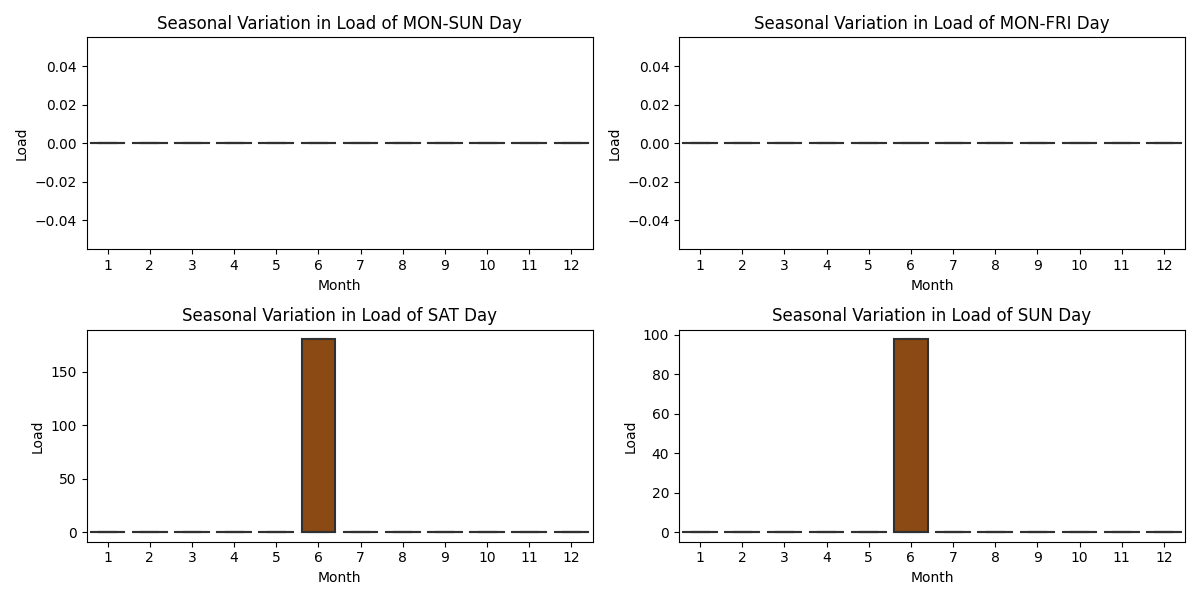 Seasonal Variation in Load of MON-SUN Day
0.04
0.02
0.00
−0.02
−0.04
Load
1 2 3 4 5 6 7 8 9 10 11 12
Month
Seasonal Variation in Load of MON-FRI Day
0.04
0.02
0.00
−0.02
−0.04
Load
1 2 3 4 5 6 7 8 9 10 11 12
Month
Seasonal Variation in Load of SAT Day
150
100
50
0
Load
1 2 3 4 5 6 7 8 9 10 11 12
Month
Seasonal Variation in Load of SUN Day
100
80
60
40
20
0
Load
1 2 3 4 5 6 7 8 9 10 11 12
Month